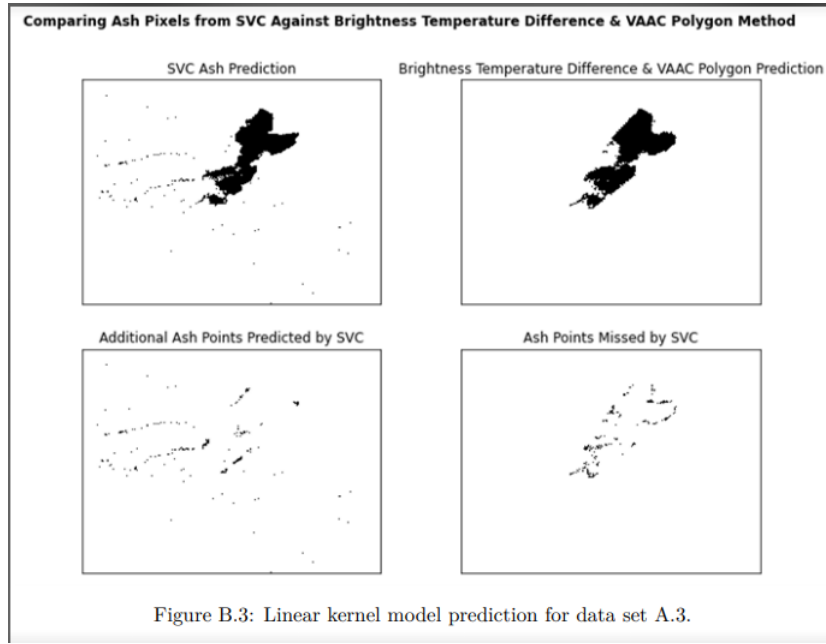 Comparing Ash Pixels from SVC Against Brightness Temperature Difference & VAAC Polygon Method
SVC Ash Prediction
Brightness Temperature Difference & VAAC Polygon Prediction
Additional Ash Points Predicted by SVC
Ash Points Missed by SVC
Figure B.3: Linear kernel model prediction for data set A.3.